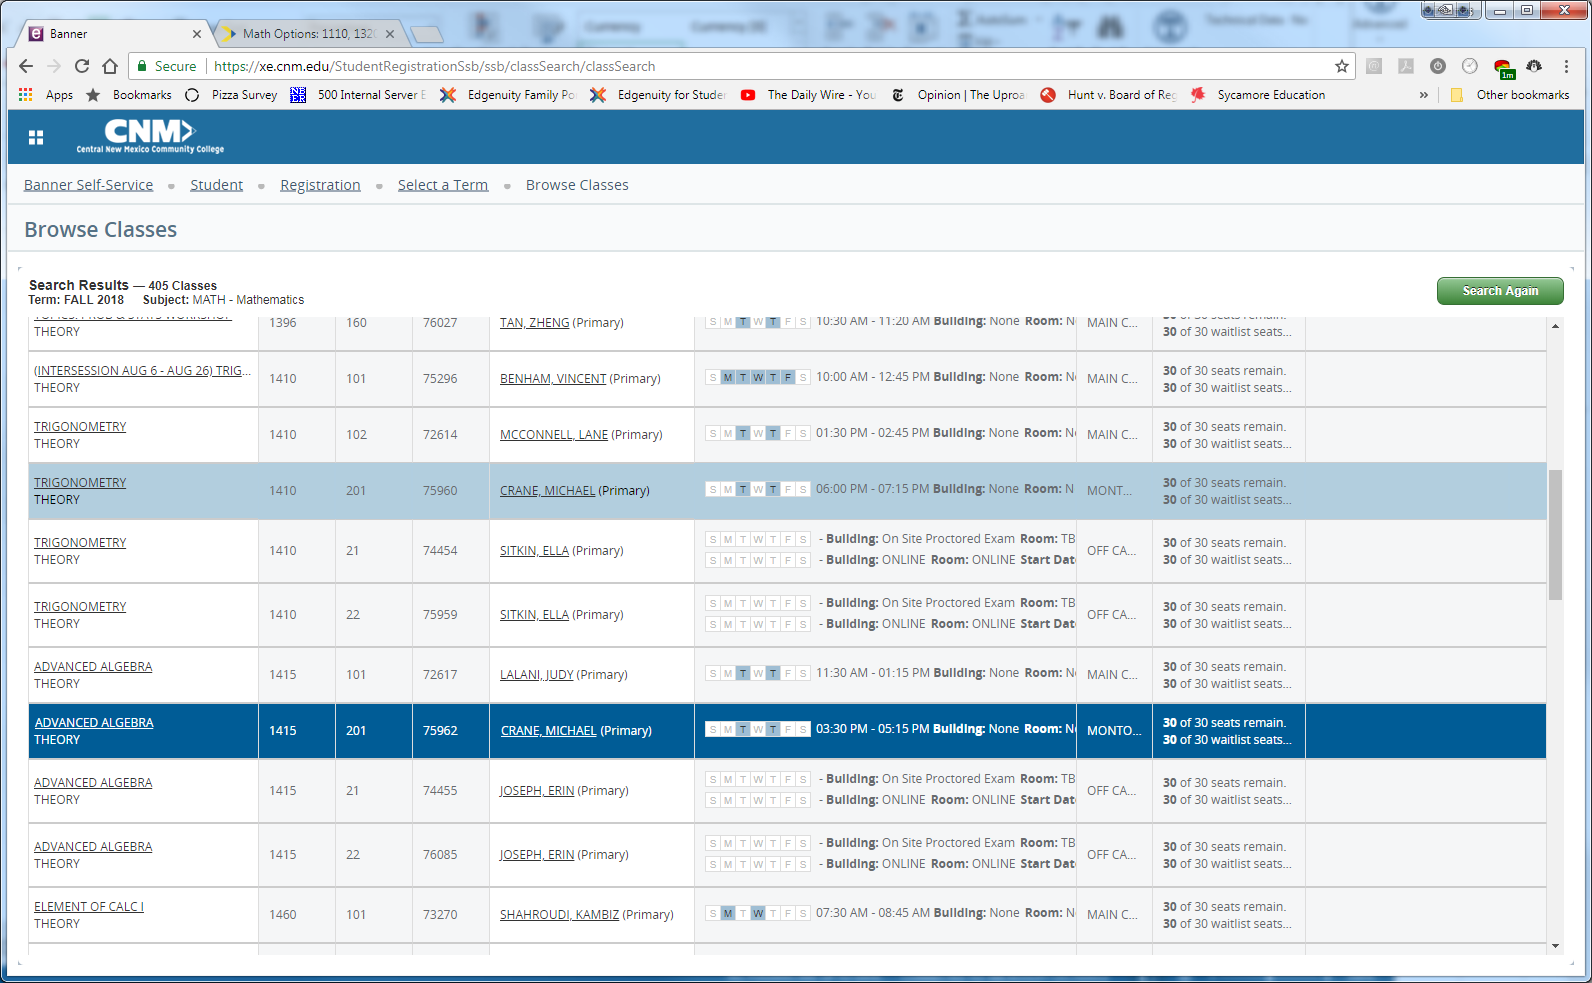 Currency
Currency [0]
AutoSum
Banner
Math Options: 1110, 132
Secure
https://xe.cnm.edu/StudentRegistrationSsb/ssb/classSearch/classSearch
1m
Apps Bookmarks Pizza Survey 500 Internal Server E Edgenuity Family Po Edgenuity for Studen The Daily Wire - You Opinion | The Uproa Hunt v. Board of Reg Sycamore Education » Other bookmarks
CNM
Central New Mexico Community College
Banner Self-Service Student Registration Select a Term Browse Classes
Browse Classes
Search Results — 405 Classes
Term: FALL 2018 Subject: MATH - Mathematics
Search Again
TOPICS: PROB & STATS WORKSHOP
THEORY 1396 160 76027 TAN, ZHENG (Primary) S M T W T F S 10:30 AM - 11:20 AM Building: None Room: N MAIN C... 30 of 30 seats remain.
30 of 30 waitlist seats...
(INTERSESSION AUG 6 - AUG 26) TRIG...
THEORY 1410 101 75296 BENHAM, VINCENT (Primary) S M T W T F S 10:00 AM - 12:45 PM Building: None Room: N MAIN C... 30 of 30 seats remain.
30 of 30 waitlist seats...
TRIGONOMETRY
THEORY 1410 102 72614 MCCONNELL, LANE (Primary) S M T W T F S 01:30 PM - 02:45 PM Building: None Room: N MAIN C... 30 of 30 seats remain.
30 of 30 waitlist seats...
TRIGONOMETRY
THEORY 1410 201 75960 CRANE, MICHAEL (Primary) S M T W T F S 06:00 PM - 07:15 PM Building: None Room: N MONT... 30 of 30 seats remain.
30 of 30 waitlist seats...
TRIGONOMETRY
THEORY 1410 21 74454 SITKIN, ELLA (Primary) S M T W T F S - Building: On Site Proctored Exam Room: TB OFF CA... 30 of 30 seats remain.
S M T W T F S - Building: ONLINE Room: ONLINE Start Dat 30 of 30 waitlist seats...
TRIGONOMETRY
THEORY 1410 22 75959 SITKIN, ELLA (Primary) S M T W T F S - Building: On Site Proctored Exam Room: TB OFF CA... 30 of 30 seats remain.
S M T W T F S - Building: ONLINE Room: ONLINE Start Dat 30 of 30 waitlist seats...
ADVANCED ALGEBRA
THEORY 1415 101 72617 LALANI, JUDY (Primary) S M T W T F S 11:30 AM - 01:15 PM Building: None Room: N MAIN C... 30 of 30 seats remain.
30 of 30 waitlist seats...
ADVANCED ALGEBRA
THEORY 1415 201 75962 CRANE, MICHAEL (Primary) S M T W T F S 03:30 PM - 05:15 PM Building: None Room: N MONTO... 30 of 30 seats remain.
30 of 30 waitlist seats...
ADVANCED ALGEBRA
THEORY 1415 21 74455 JOSEPH, ERIN (Primary) S M T W T F S - Building: On Site Proctored Exam Room: TB OFF CA... 30 of 30 seats remain.
S M T W T F S - Building: ONLINE Room: ONLINE Start Dat 30 of 30 waitlist seats...
ADVANCED ALGEBRA
THEORY 1415 22 76085 JOSEPH, ERIN (Primary) S M T W T F S - Building: On Site Proctored Exam Room: TB OFF CA... 30 of 30 seats remain.
S M T W T F S - Building: ONLINE Room: ONLINE Start Dat 30 of 30 waitlist seats...
ELEMENT OF CALC I
THEORY 1460 101 73270 SHAHROUDI, KAMBIZ (Primary) S M T W T F S 07:30 AM - 08:45 AM Building: None Room: N MAIN C... 30 of 30 seats remain.
30 of 30 waitlist seats...